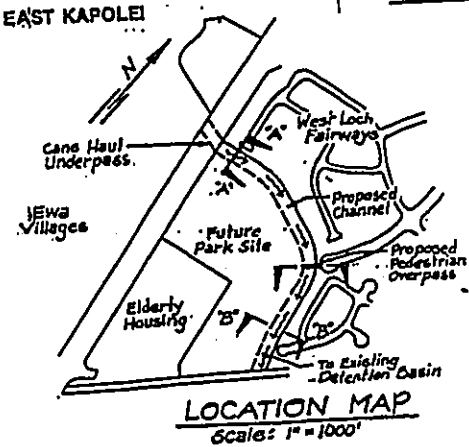 EAST KAPOLEI
N
Cane Haul
Underpass
"A"
"A"
West Loch
Fairways
Ewa
Villages
Proposed
Channel
Future
Park Site
Proposed
Pedestrian
Overpass
Elderly
Housing
"B"
"B"
To Existing
Detention Basin
LOCATION MAP
Scale: 1" = 1000'